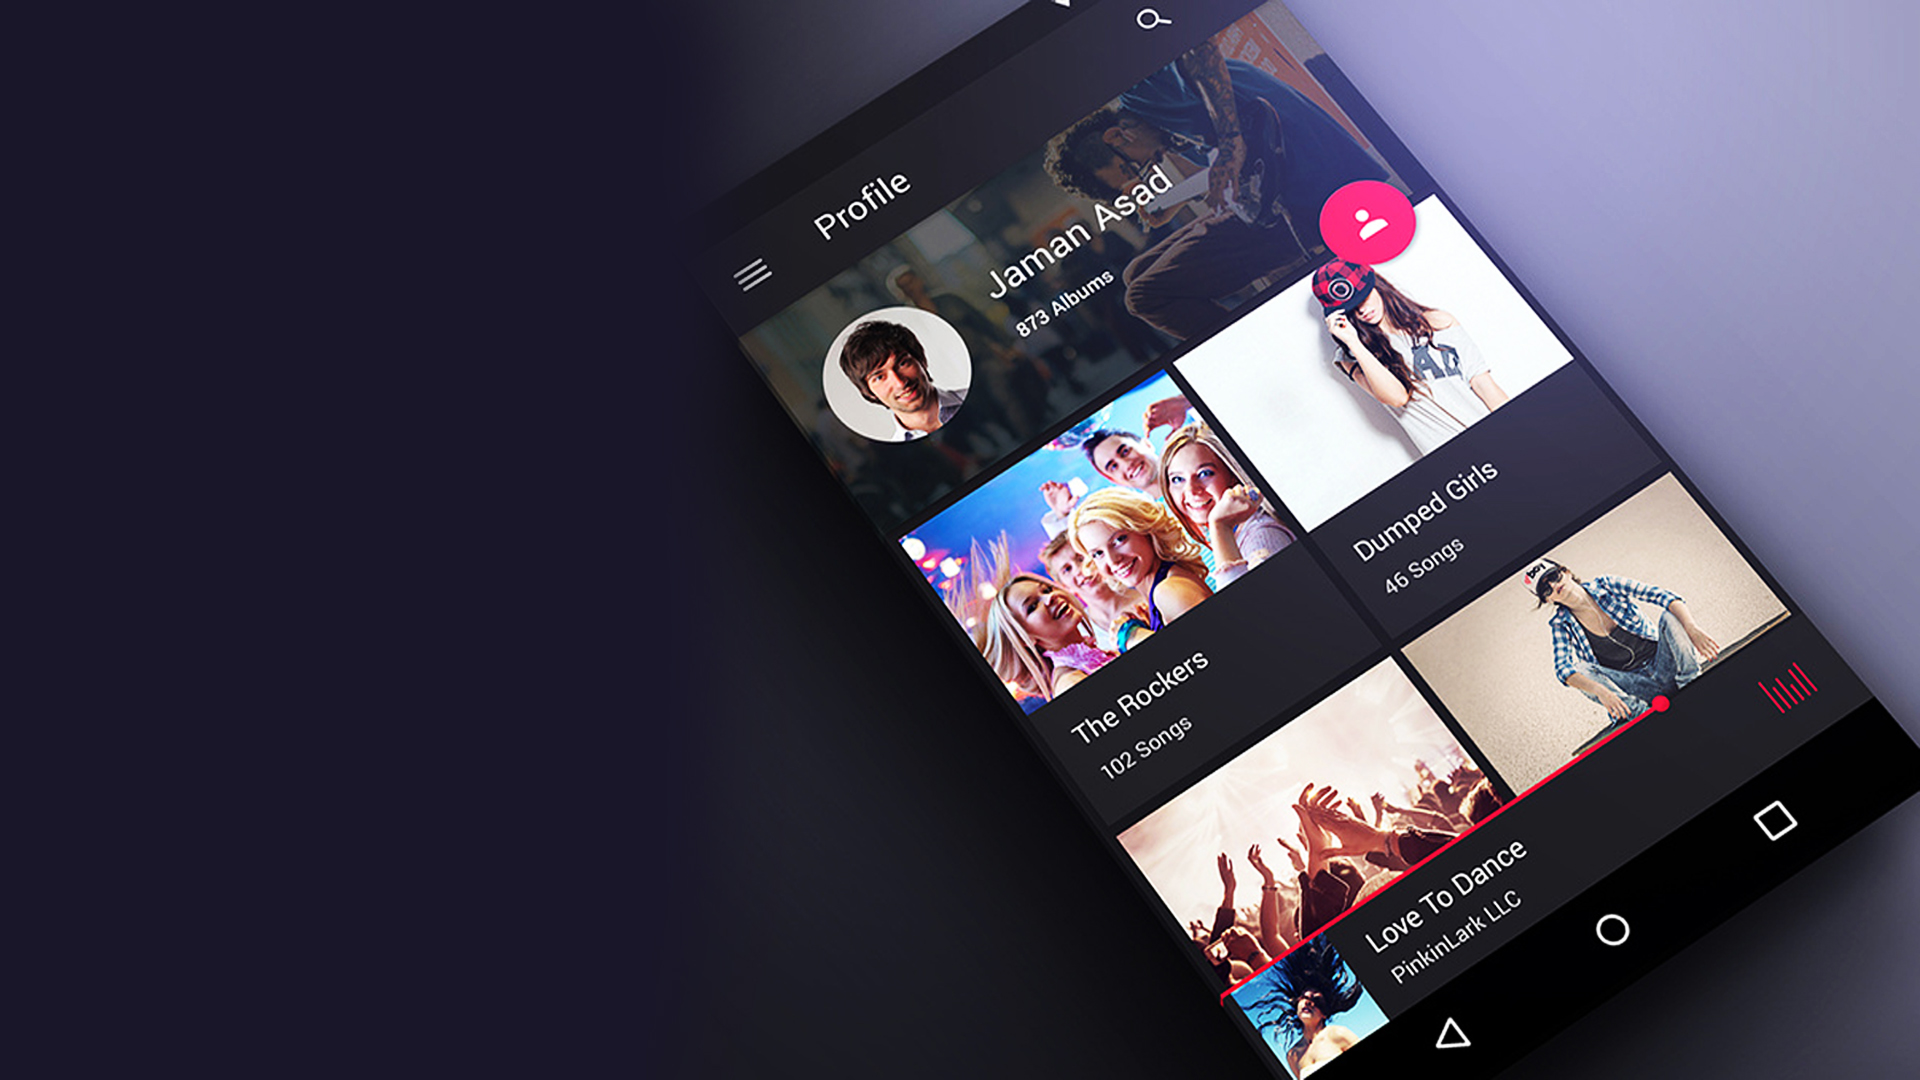 Profile
Jaman Asad
873 Albums
Dumped Girls
46 Songs
The Rockers
102 Songs
Love To Dance
PinkinLark LLC